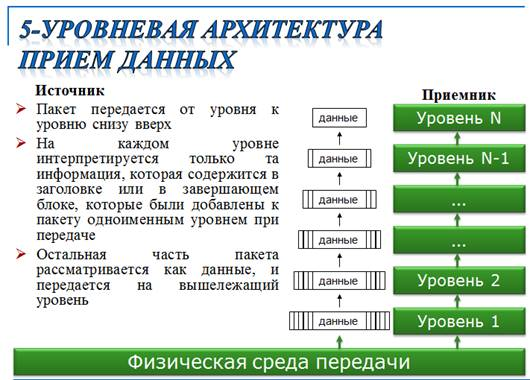 5-УРОВНЕВАЯ АРХИТЕКТУРА
ПРИЕМ ДАННЫХ
Источник
Пакет передается от уровня к
уровню снизу вверх
На каждом уровне
интерпретируется только та
информация, которая содержится в
заголовке или в завершающем
блоке, которые были добавлены к
пакету одноименным уровнем при
передаче
Остальная часть пакета
рассматривается как данные, и
передается на вышележащий
уровень
Приемник
данные
Уровень N
данные
Уровень N-1
данные
...
данные
...
данные
Уровень 2
данные
Уровень 1
Физическая среда передачи